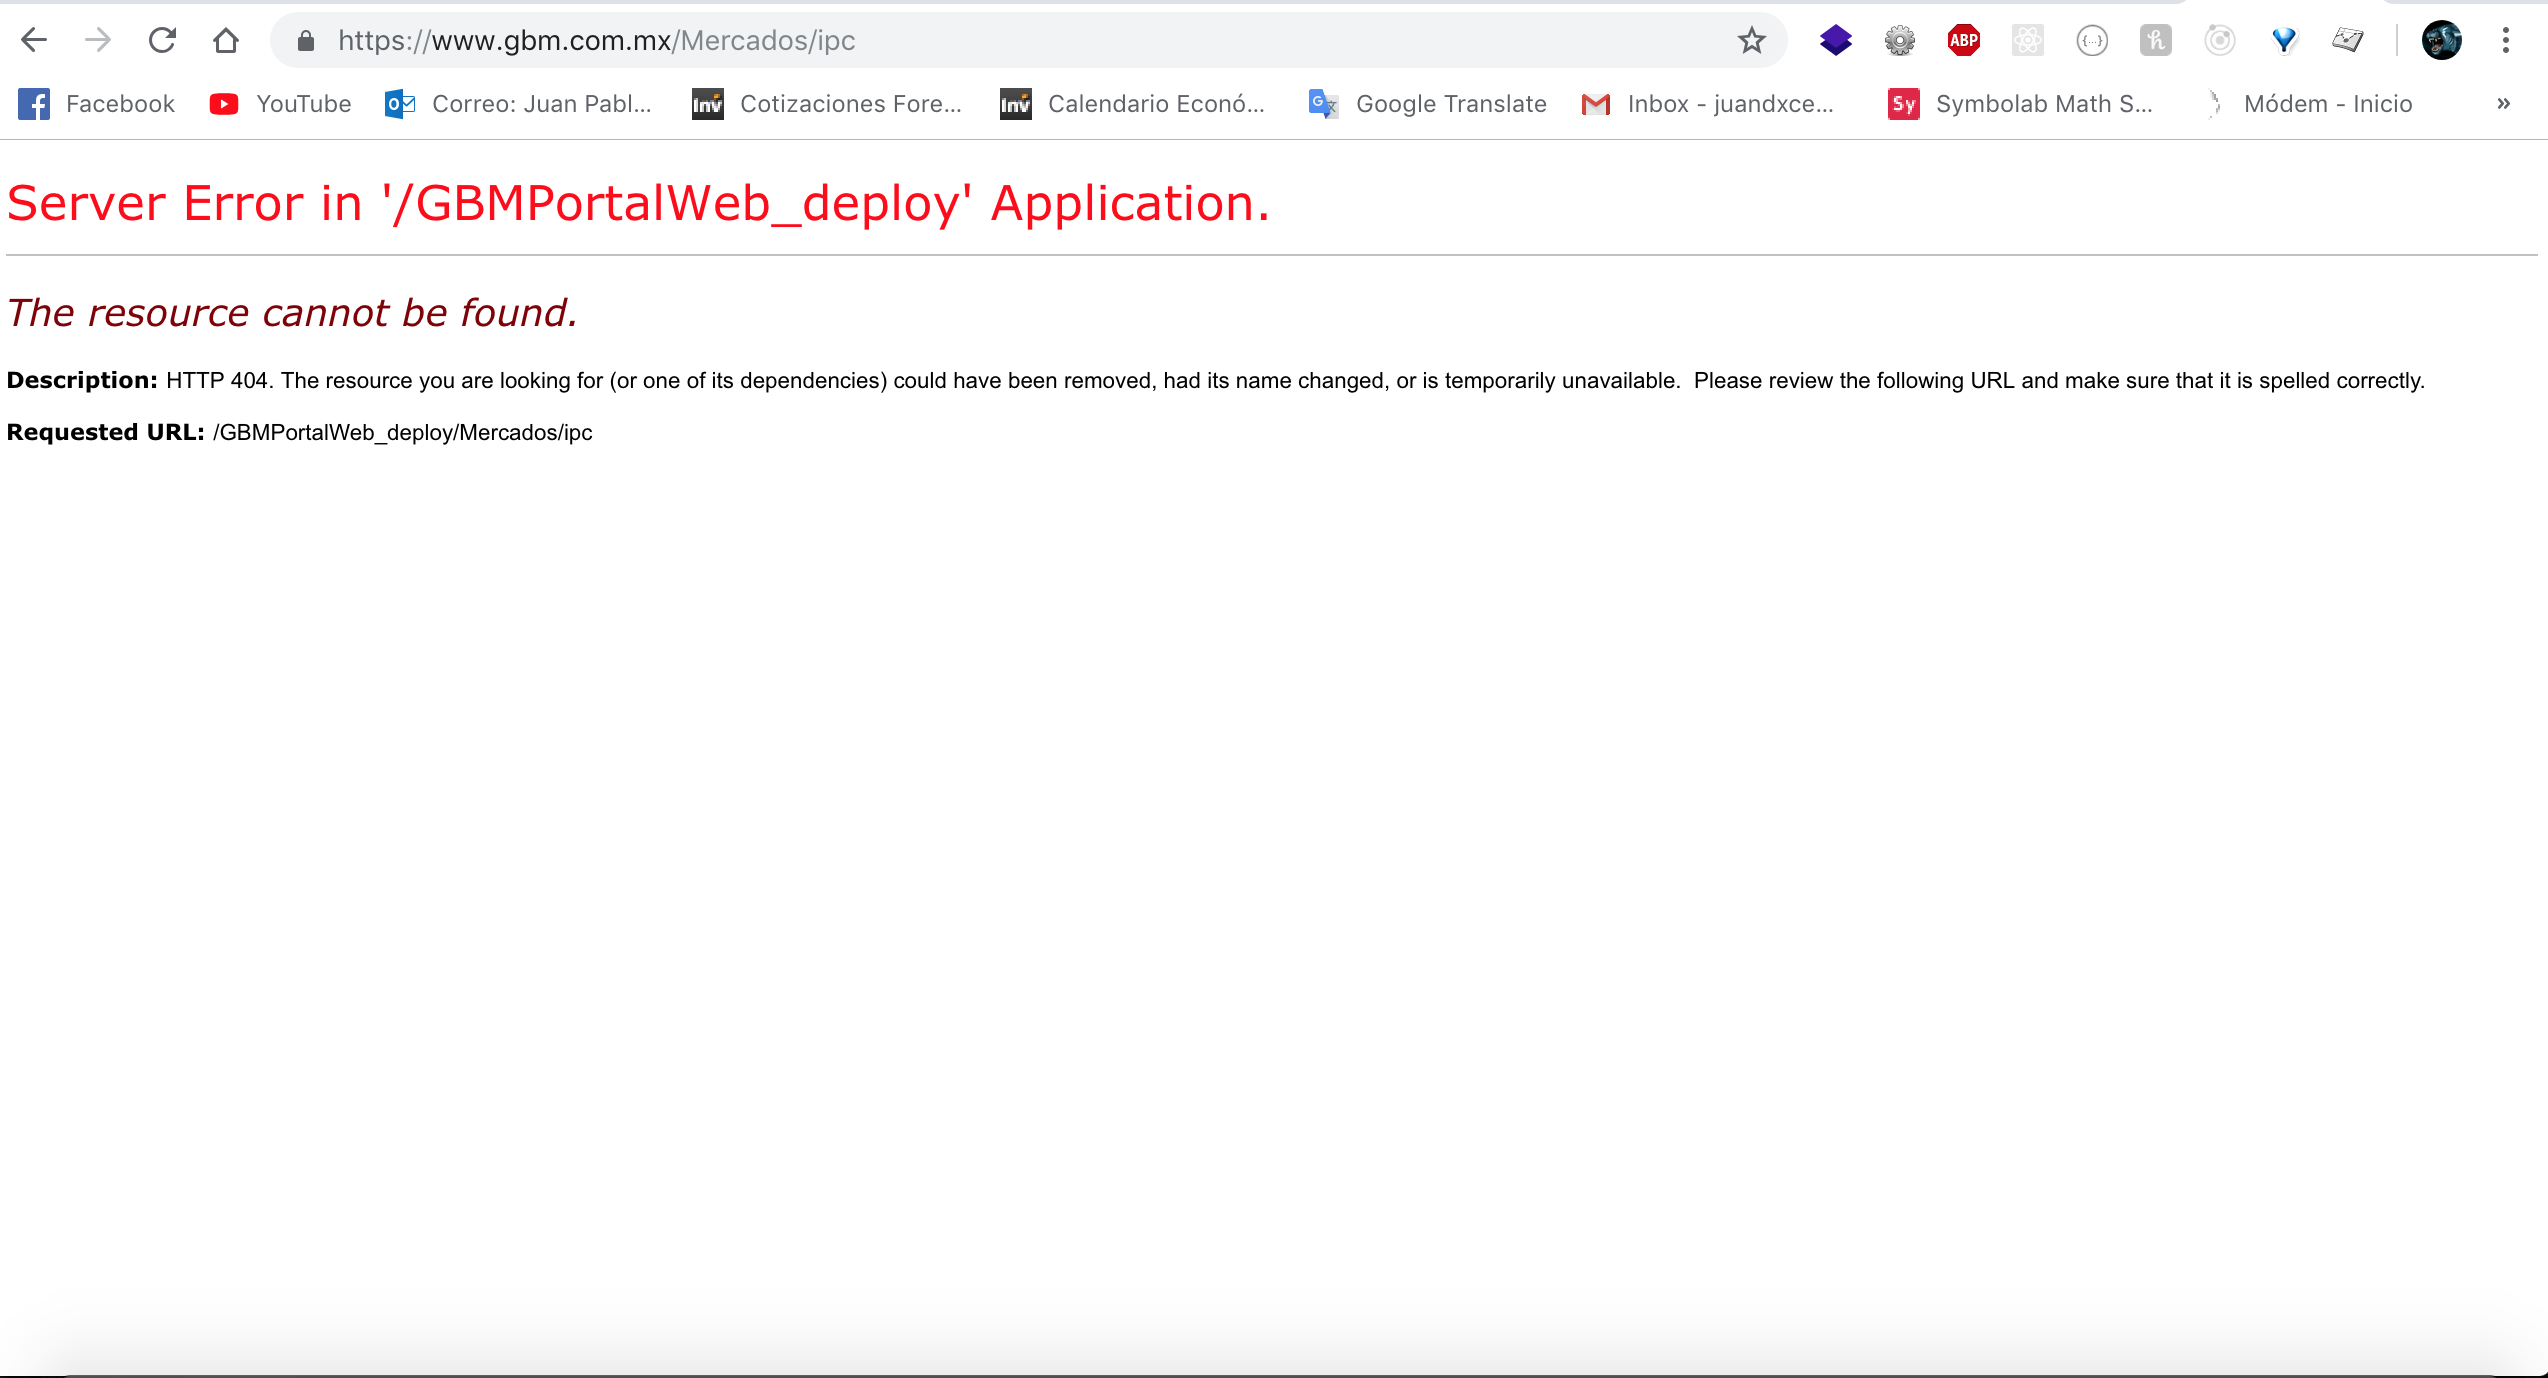 https://www.gbm.com.mx/Mercados/ipc
ABP
Facebook YouTube Correo: Juan Pabl... Inv Cotizaciones Fore... Inv Calendario Econó... Google Translate Inbox - juandxce... Sy Symbolab Math S... Módem - Inicio »
Server Error in '/GBMPortalWeb_deploy' Application.
The resource cannot be found.
Description: HTTP 404. The resource you are looking for (or one of its dependencies) could have been removed, had its name changed, or is temporarily unavailable.  Please review the following URL and make sure that it is spelled correctly.
Requested URL: /GBMPortalWeb_deploy/Mercados/ipc